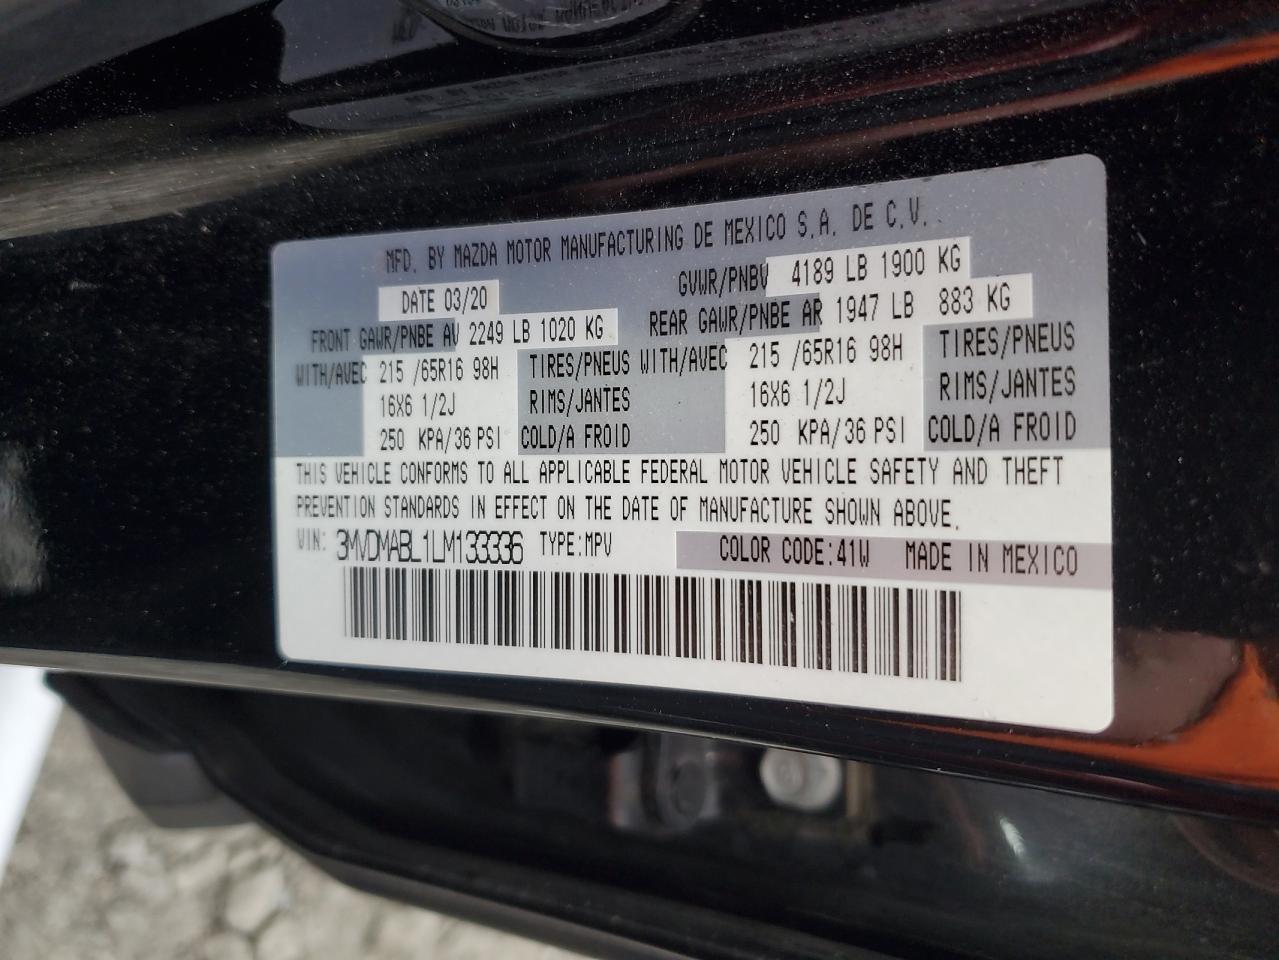 MFD. BY MAZDA MOTOR MANUFACTURING DE MEXICO S.A. DE C.V.
DATE 03/20 GVWR/PNBV 4189 LB 1900 KG
FRONT GAWR/PNBE AV 2249 LB 1020 KG REAR GAWR/PNBE AR 1947 LB 883 KG
WITH/AVEC 215 /65R16 98H TIRES/PNEUS WITH/AVEC 215 /65R16 98H TIRES/PNEUS
16X6 1/2J RIMS/JANTES 16X6 1/2J RIMS/JANTES
250 KPA/36 PSI COLD/A FROID 250 KPA/36 PSI COLD/A FROID
THIS VEHICLE CONFORMS TO ALL APPLICABLE FEDERAL MOTOR VEHICLE SAFETY AND THEFT
PREVENTION STANDARDS IN EFFECT ON THE DATE OF MANUFACTURE SHOWN ABOVE.
VIN: 3MVDMABL1LM133336 TYPE:MPV COLOR CODE:41W MADE IN MEXICO